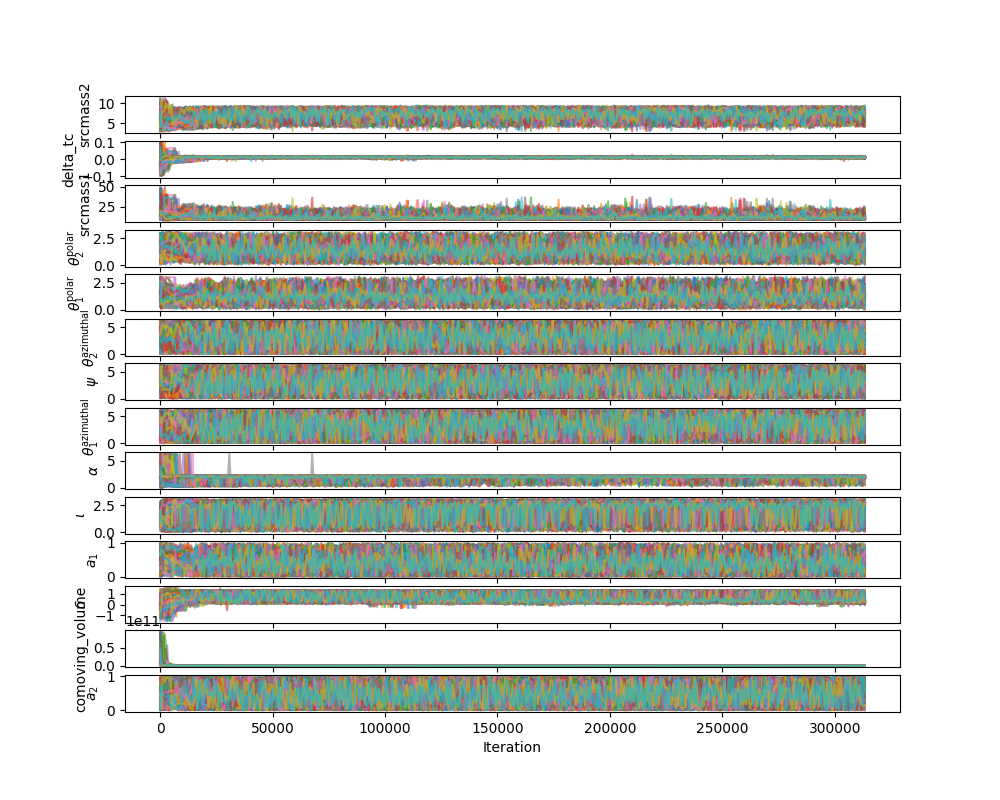 srcmass2
10
5
delta_tc
0.1
0.0
−0.1
srcmass1
50
25
θ₂^polar
2.5
0.0
θ₁^polar
2.5
0.0
θ₂^azimuthal
5
0
ψ
5
0
θ₁^azimuthal
5
0
α
5
0
ι
2.5
0.0
a₁
1
0
1
0
−1
comoving_volume
1e11
0.5
0.0
a₂
1
0
0 50000 100000 150000 200000 250000 300000
Iteration